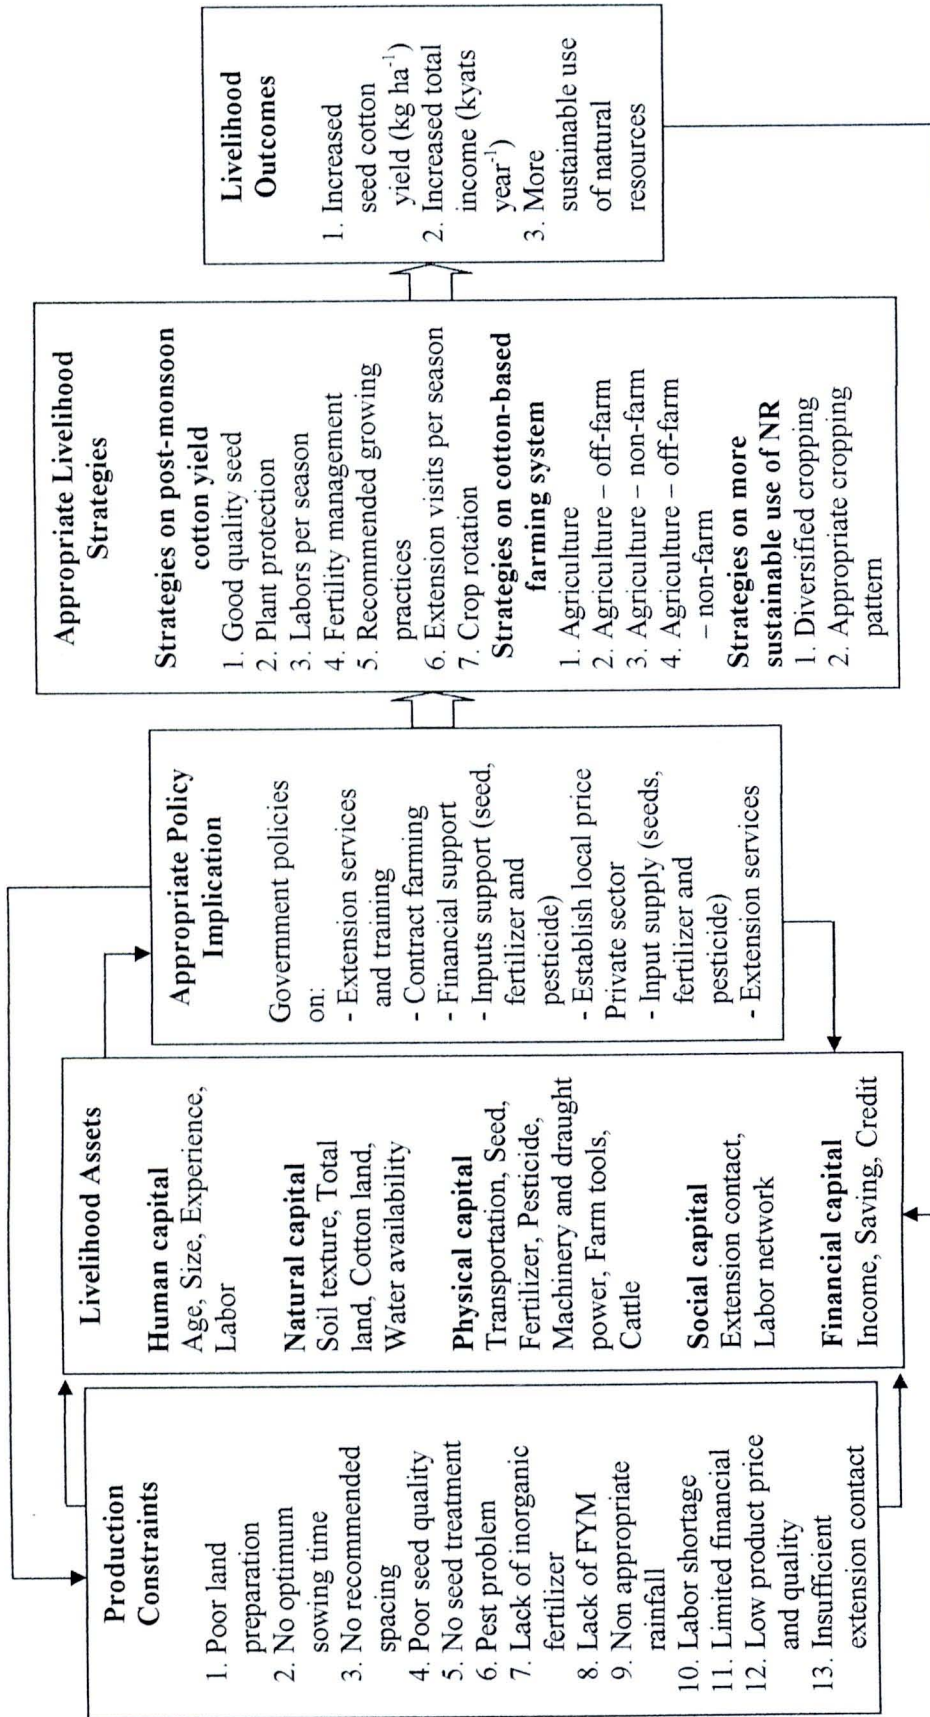 Production
Constraints
1. Poor land
preparation
2. No optimum
sowing time
3. No recommended
spacing
4. Poor seed quality
5. No seed treatment
6. Pest problem
7. Lack of inorganic
fertilizer
8. Lack of FYM
9. Non appropriate
rainfall
10. Labor shortage
11. Limited financial
12. Low product price
and quality
13. Insufficient
extension contact
Livelihood Assets
Human capital
Age, Size, Experience,
Labor
Natural capital
Soil texture, Total
land, Cotton land,
Water availability
Physical capital
Transportation, Seed,
Fertilizer, Pesticide,
Machinery and draught
power, Farm tools,
Cattle
Social capital
Extension contact,
Labor network
Financial capital
Income, Saving, Credit
Appropriate Policy
Implication
Government policies
on:
- Extension services
and training
- Contract farming
- Financial support
- Inputs support (seed,
fertilizer and
pesticide)
- Establish local price
Private sector
- Input supply (seeds,
fertilizer and
pesticide)
- Extension services
Appropriate Livelihood
Strategies
Strategies on post-monsoon
cotton yield
1. Good quality seed
2. Plant protection
3. Labors per season
4. Fertility management
5. Recommended growing
practices
6. Extension visits per season
7. Crop rotation
Strategies on cotton-based
farming system
1. Agriculture
2. Agriculture – off-farm
3. Agriculture – non-farm
4. Agriculture – off-farm
– non-farm
Strategies on more
sustainable use of NR
1. Diversified cropping
2. Appropriate cropping
pattern
Livelihood
Outcomes
1. Increased
seed cotton
yield (kg ha⁻¹)
2. Increased total
income (kyats
year⁻¹)
3. More
sustainable use
of natural
resources